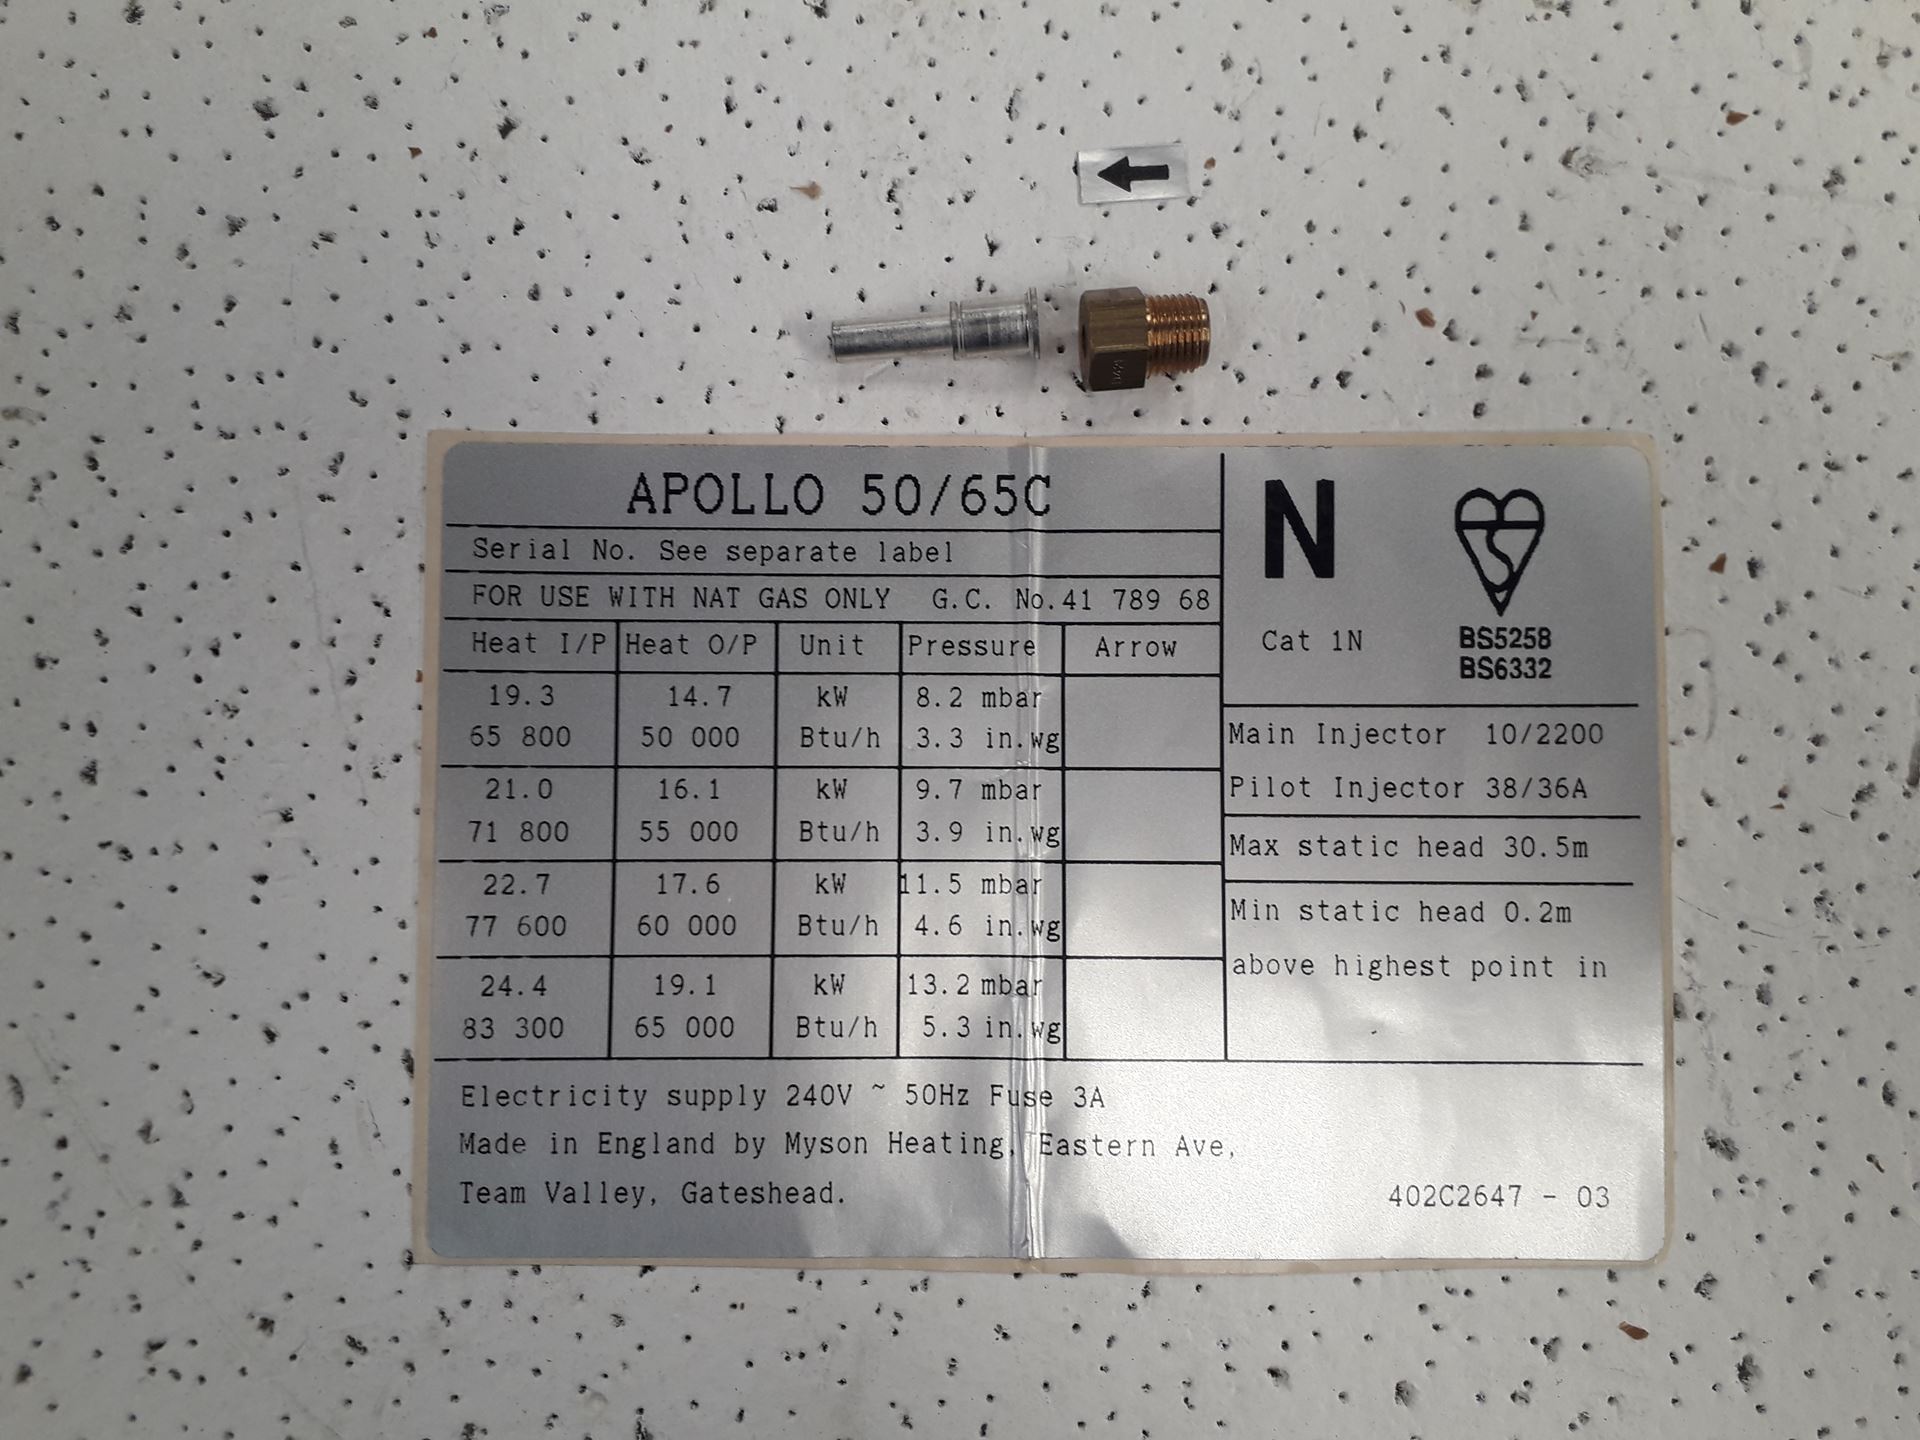 APOLLO 50/65C
Serial No. See separate label
FOR USE WITH NAT GAS ONLY G.C. No.41 789 68
Heat I/P Heat O/P Unit Pressure Arrow
19.3 14.7 kW 8.2 mbar
65 800 50 000 Btu/h 3.3 in.wg
21.0 16.1 kW 9.7 mbar
71 800 55 000 Btu/h 3.9 in.wg
22.7 17.6 kW 11.5 mbar
77 600 60 000 Btu/h 4.6 in.wg
24.4 19.1 kW 13.2 mbar
83 300 65 000 Btu/h 5.3 in.wg
N
Cat 1N
BS5258
BS6332
Main Injector 10/2200
Pilot Injector 38/36A
Max static head 30.5m
Min static head 0.2m
above highest point in
Electricity supply 240V ~ 50Hz Fuse 3A
Made in England by Myson Heating, Eastern Ave,
Team Valley, Gateshead.
402C2647 - 03